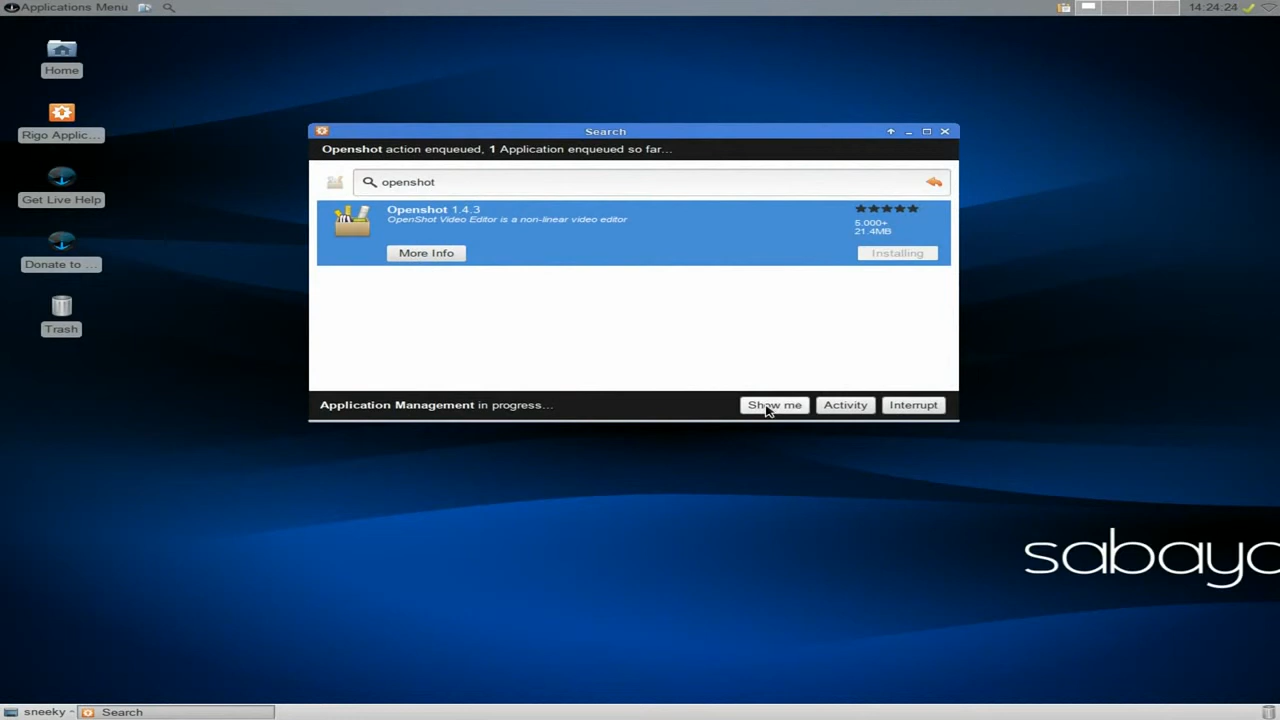 Applications Menu
14:24:24
Home
Rigo Applic...
Get Live Help
Donate to ...
Trash
Search
Openshot action enqueued, 1 Application enqueued so far...
openshot
Openshot 1.4.3
OpenShot Video Editor is a non-linear video editor
5.000+
21.4MB
More Info
Installing
Application Management in progress...
Show me
Activity
Interrupt
sabayo
sneeky -
Search